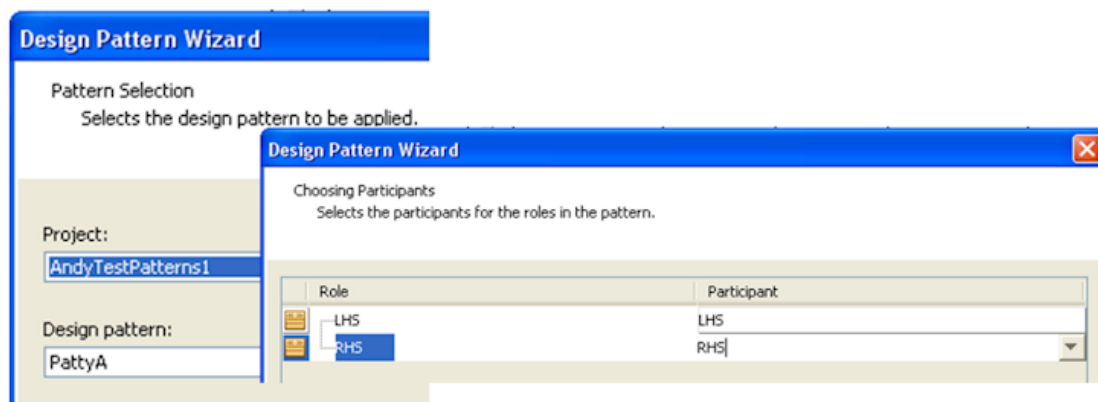 Design Pattern Wizard
Pattern Selection
Selects the design pattern to be applied.
Project:
AndyTestPatterns1
Design pattern:
PattyA
Design Pattern Wizard
Choosing Participants
Selects the participants for the roles in the pattern.
Role Participant
LHS LHS
RHS RHS